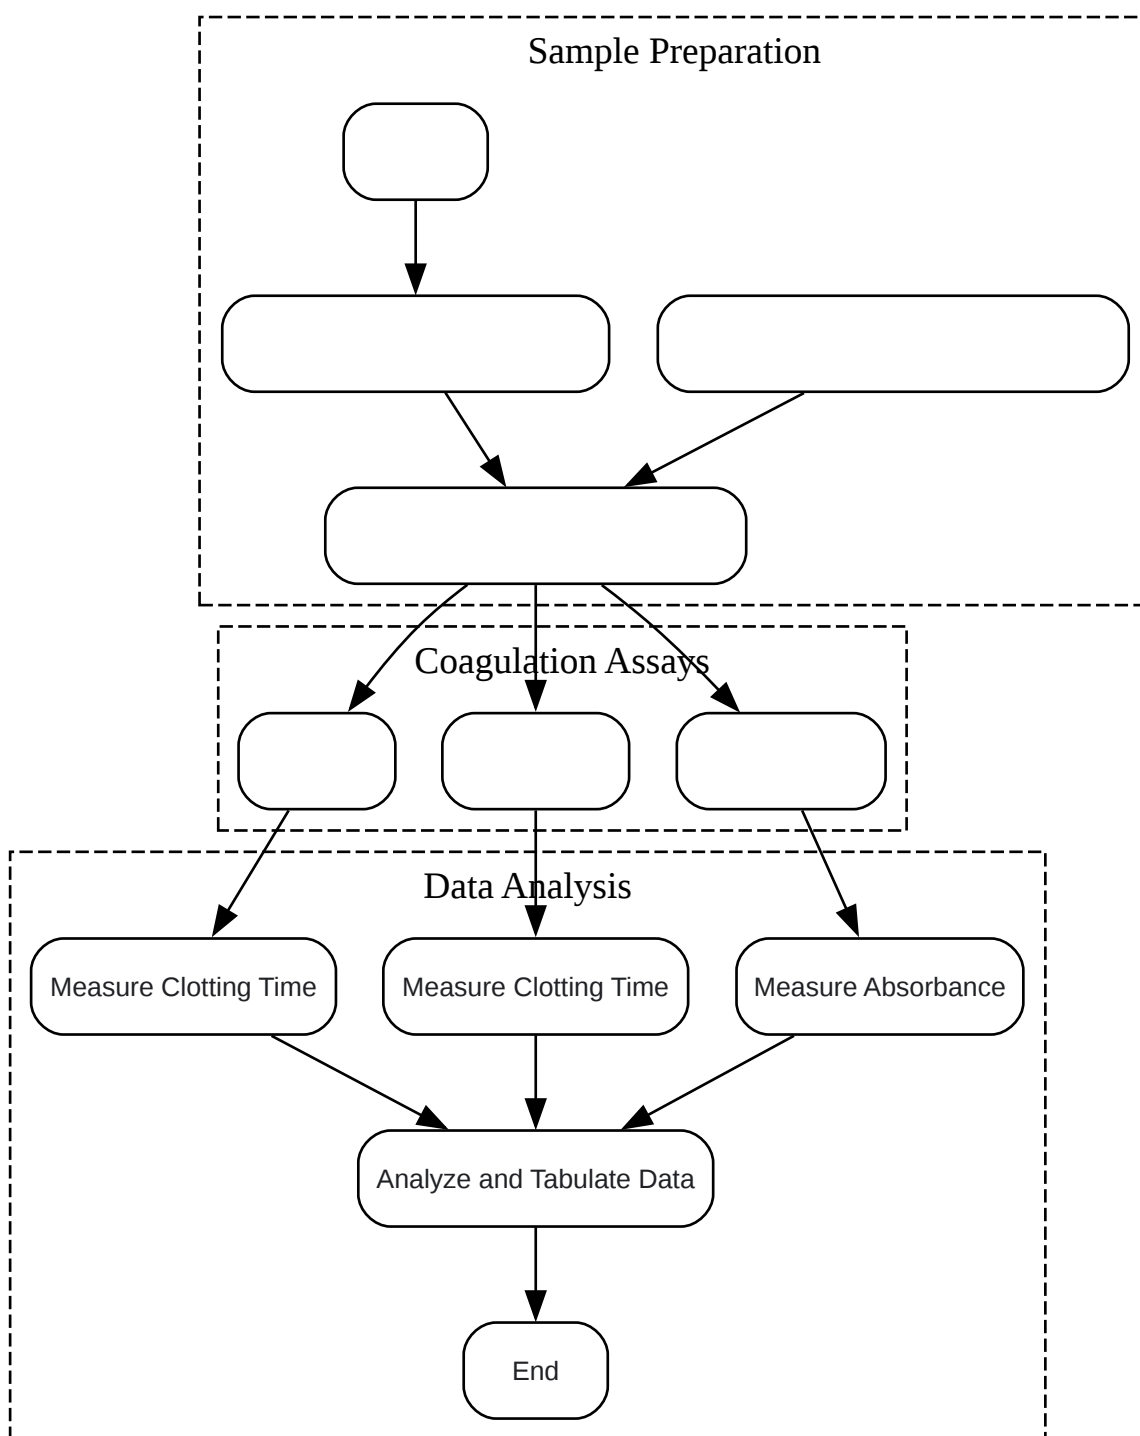 Sample Preparation
Coagulation Assays
Data Analysis
Measure Clotting Time
Measure Clotting Time
Measure Absorbance
Analyze and Tabulate Data
End